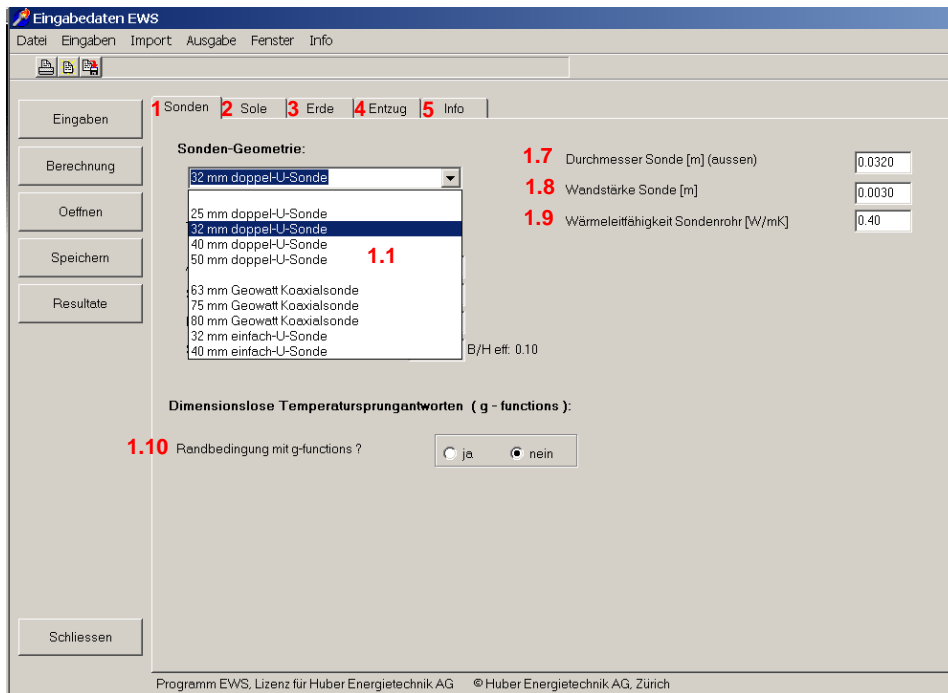 Eingabedaten EWS
Datei Eingaben Import Ausgabe Fenster Info
Eingaben
Berechnung
Oeffnen
Speichern
Resultate
Schliessen
1 Sonden 2 Sole 3 Erde 4 Entzug 5 Info
Sonden-Geometrie:
32 mm doppel-U-Sonde
25 mm doppel-U-Sonde
32 mm doppel-U-Sonde
40 mm doppel-U-Sonde
50 mm doppel-U-Sonde
1.1
63 mm Geowatt Koaxialsonde
75 mm Geowatt Koaxialsonde
80 mm Geowatt Koaxialsonde
32 mm einfach-U-Sonde
40 mm einfach-U-Sonde
B/H eff: 0.10
1.7 Durchmesser Sonde [m] (aussen) 0.0320
1.8 Wandstärke Sonde [m] 0.0030
1.9 Wärmeleitfähigkeit Sondenrohr [W/mK] 0.40
Dimensionslose Temperatursprungantworten ( g - functions ):
1.10 Randbedingung mit g-functions ? ja nein
Programm EWS, Lizenz für Huber Energietechnik AG © Huber Energietechnik AG, Zürich